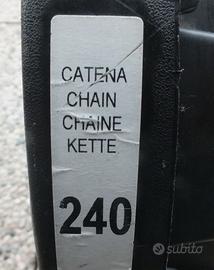 CATENA
CHAIN
CHAINE
KETTE
240
subito